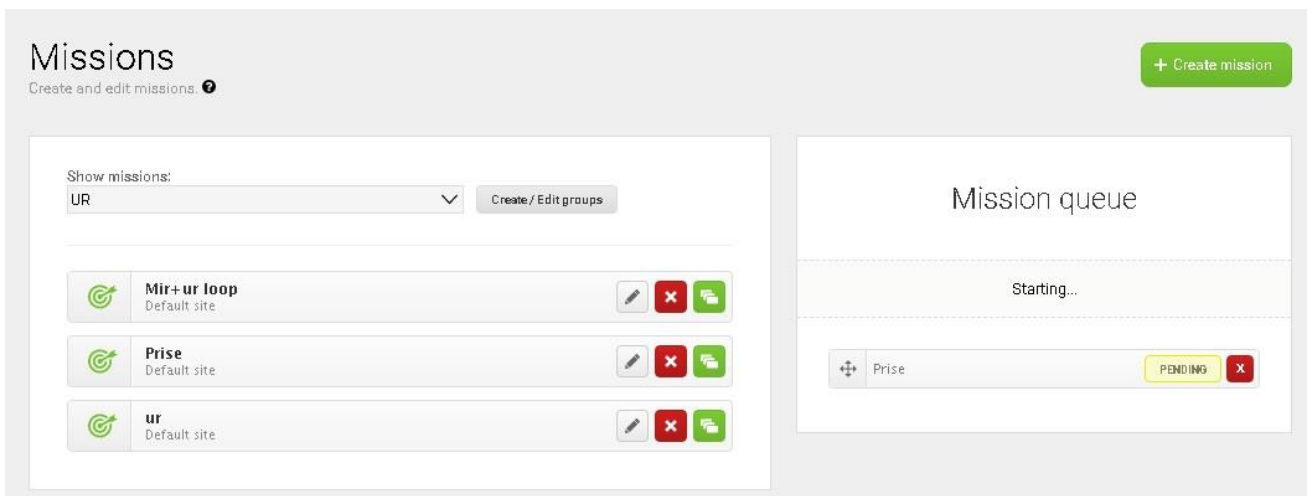 Missions
Create and edit missions. ?
+ Create mission
Show missions:
UR
Create / Edit groups
Mir+ur loop
Default site
Prise
Default site
ur
Default site
Mission queue
Starting...
Prise
PENDING
X